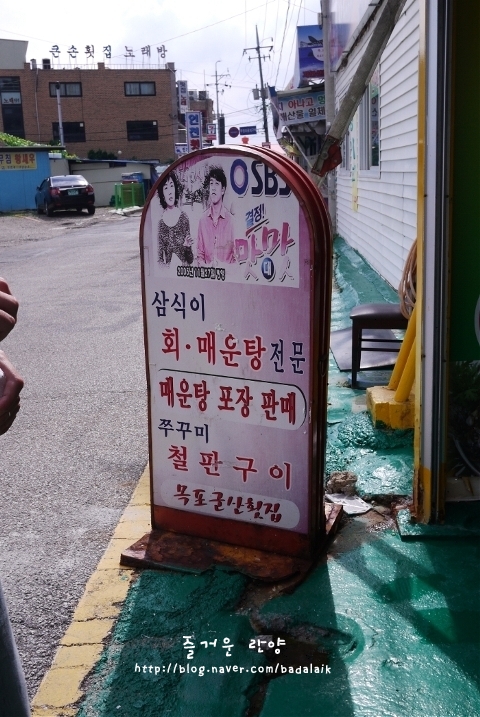 큰손횟집 노래방
SBS
결정!
맛 대 맛
삼식이
회·매운탕 전문
매운탕 포장 판매
쭈꾸미
철판구이
목포굴산횟집
즐거운 란양
http://blog.naver.com/badalaik